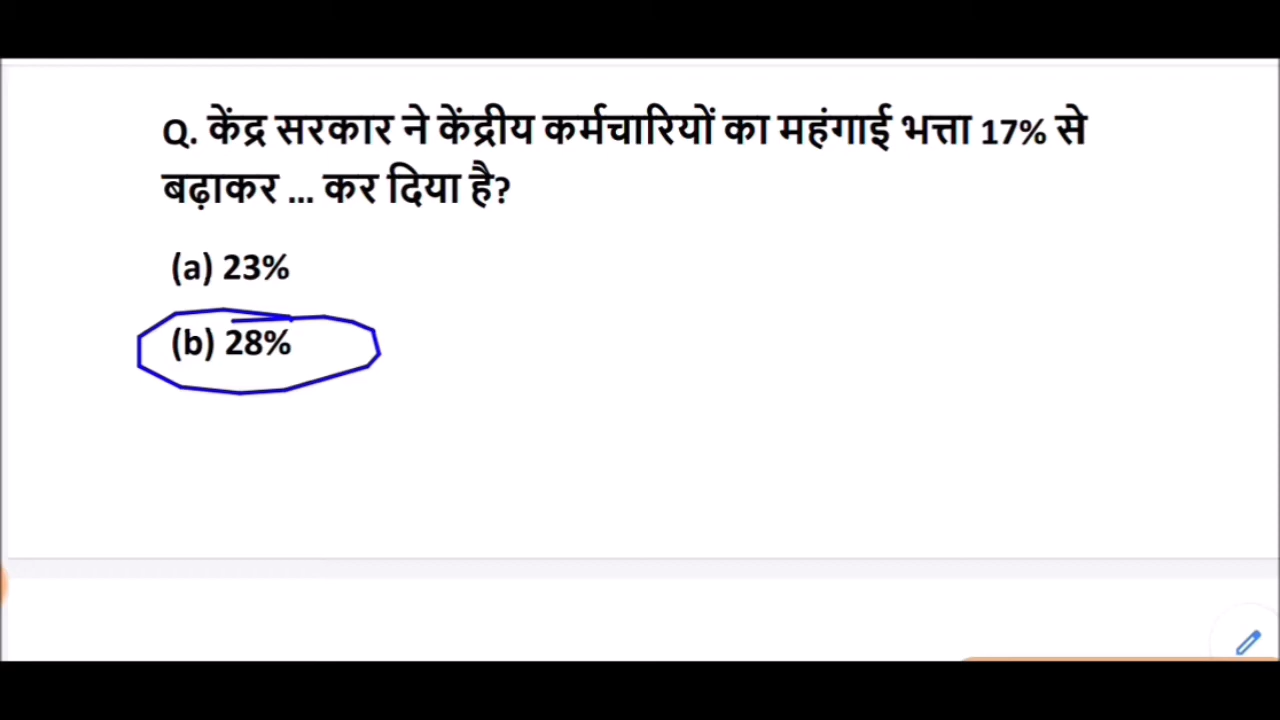 Q. केंद्र सरकार ने केंद्रीय कर्मचारियों का महंगाई भत्ता 17% से
बढ़ाकर ... कर दिया है?
(a) 23%
(b) 28%